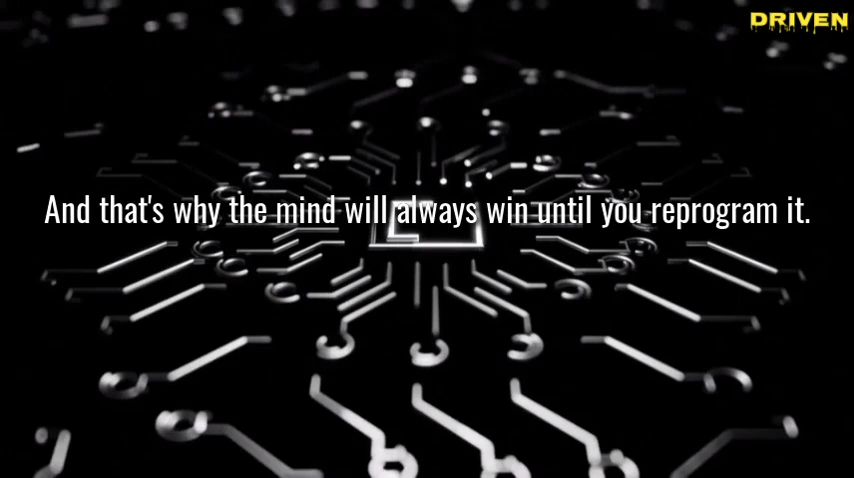 DRIVEN
And that's why the mind will always win until you reprogram it.